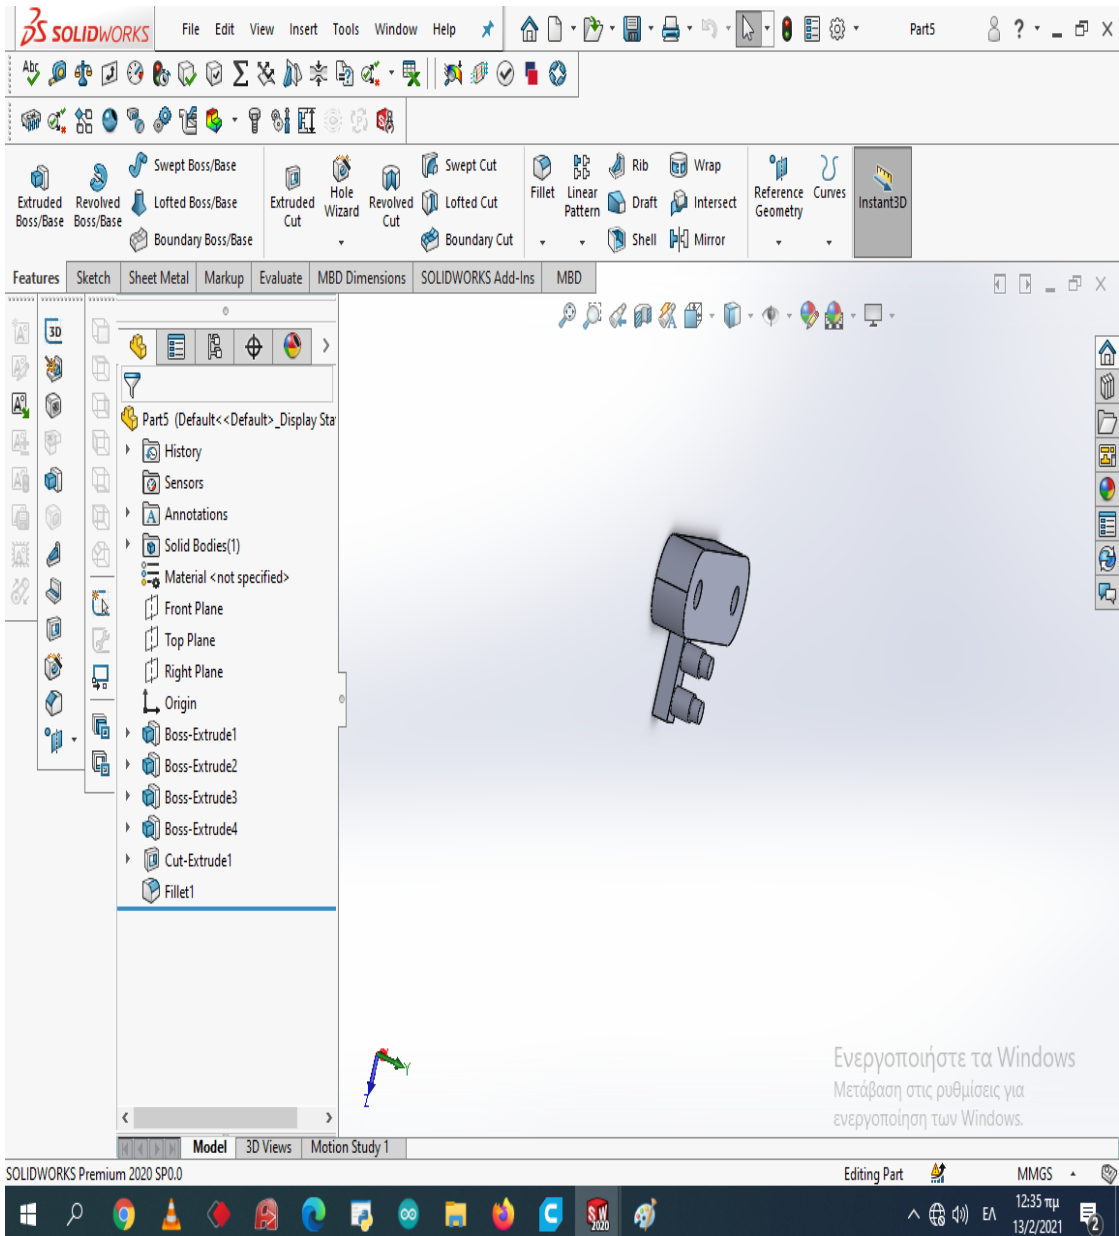 SOLIDWORKS File Edit View Insert Tools Window Help Part5 ?
Swept Boss/Base Swept Cut Rib Wrap
Extruded Boss/Base Revolved Boss/Base Lofted Boss/Base Extruded Cut Hole Wizard Revolved Cut Lofted Cut Fillet Linear Pattern Draft Intersect Reference Geometry Curves Instant3D
Boundary Boss/Base Boundary Cut Shell Mirror
Features Sketch Sheet Metal Markup Evaluate MBD Dimensions SOLIDWORKS Add-Ins MBD
3D
Part5 (Default<<Default>_Display Sta
History
Sensors
Annotations
Solid Bodies(1)
Material <not specified>
Front Plane
Top Plane
Right Plane
Origin
Boss-Extrude1
Boss-Extrude2
Boss-Extrude3
Boss-Extrude4
Cut-Extrude1
Fillet1
Y
Z
Ενεργοποιήστε τα Windows
Μετάβαση στις ρυθμίσεις για
ενεργοποίηση των Windows.
Model 3D Views Motion Study 1
SOLIDWORKS Premium 2020 SP0.0 Editing Part MMGS
SW 2020 ΕΛ 12:35 πμ
13/2/2021 2